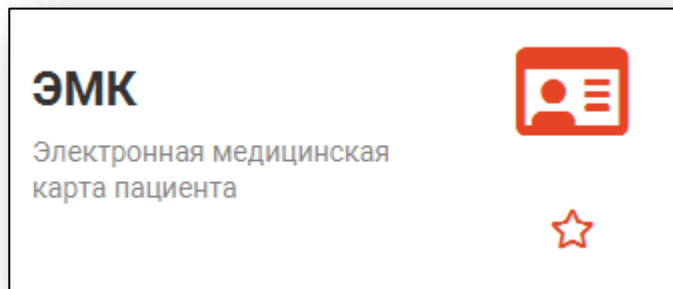 ЭМК
Электронная медицинская
карта пациента